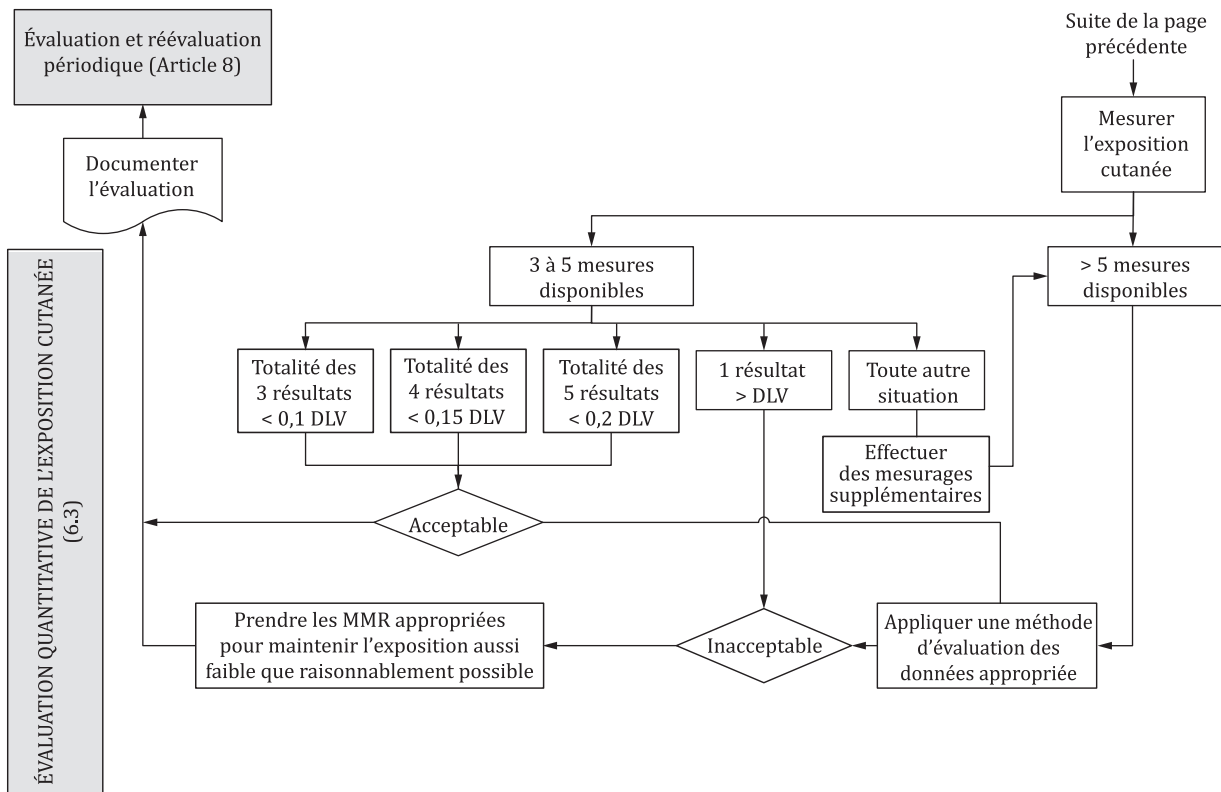 Évaluation et réévaluation
périodique (Article 8)
Suite de la page
précédente
Mesurer
l’exposition
cutanée
Documenter
l’évaluation
3 à 5 mesures
disponibles
> 5 mesures
disponibles
Totalité des
3 résultats
< 0,1 DLV
Totalité des
4 résultats
< 0,15 DLV
Totalité des
5 résultats
< 0,2 DLV
1 résultat
> DLV
Toute autre
situation
Effectuer
des mesurages
supplémentaires
Acceptable
Prendre les MMR appropriées
pour maintenir l’exposition aussi
faible que raisonnablement possible
Inacceptable
Appliquer une méthode
d’évaluation des
données appropriée
ÉVALUATION QUANTITATIVE DE L’EXPOSITION CUTANÉE
(6.3)